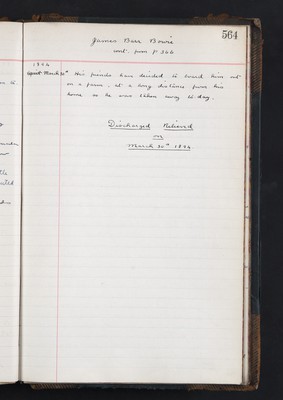 564
James Barr Bowie
cont. from p. 366
1894
April March 30th His friends have decided to board him out
on a farm, at a long distance from his
home so he was taken away to-day.
Discharged Relieved
on
March 30th 1894.